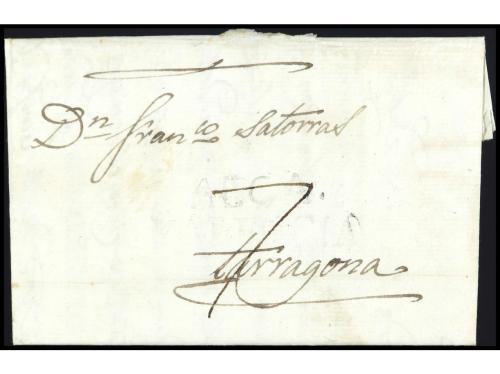 Dn Franco Satorras
7
Tarragona